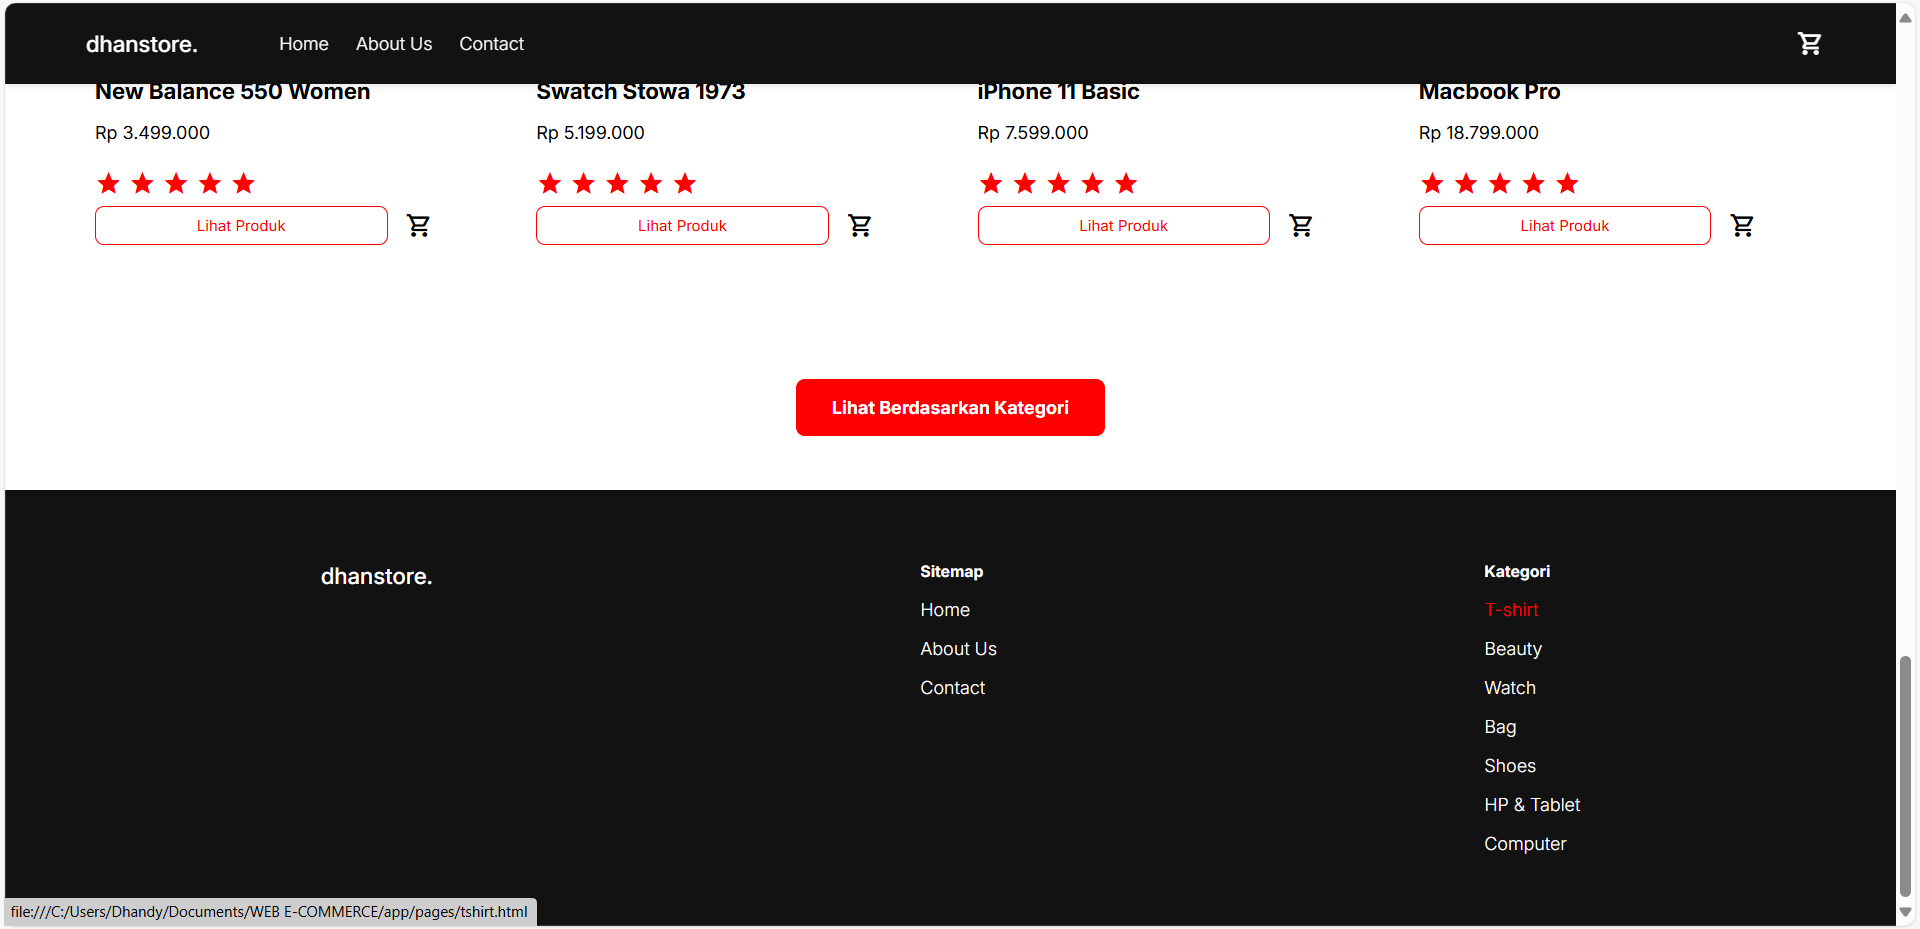 dhanstore. Home About Us Contact
New Balance 550 Women Swatch Stowa 1973 iPhone 11 Basic Macbook Pro
Rp 3.499.000 Rp 5.199.000 Rp 7.599.000 Rp 18.799.000
Lihat Produk Lihat Produk Lihat Produk Lihat Produk
Lihat Berdasarkan Kategori
dhanstore.
Sitemap
Home
About Us
Contact
Kategori
T-shirt
Beauty
Watch
Bag
Shoes
HP & Tablet
Computer
file:///C:/Users/Dhandy/Documents/WEB E-COMMERCE/app/pages/tshirt.html